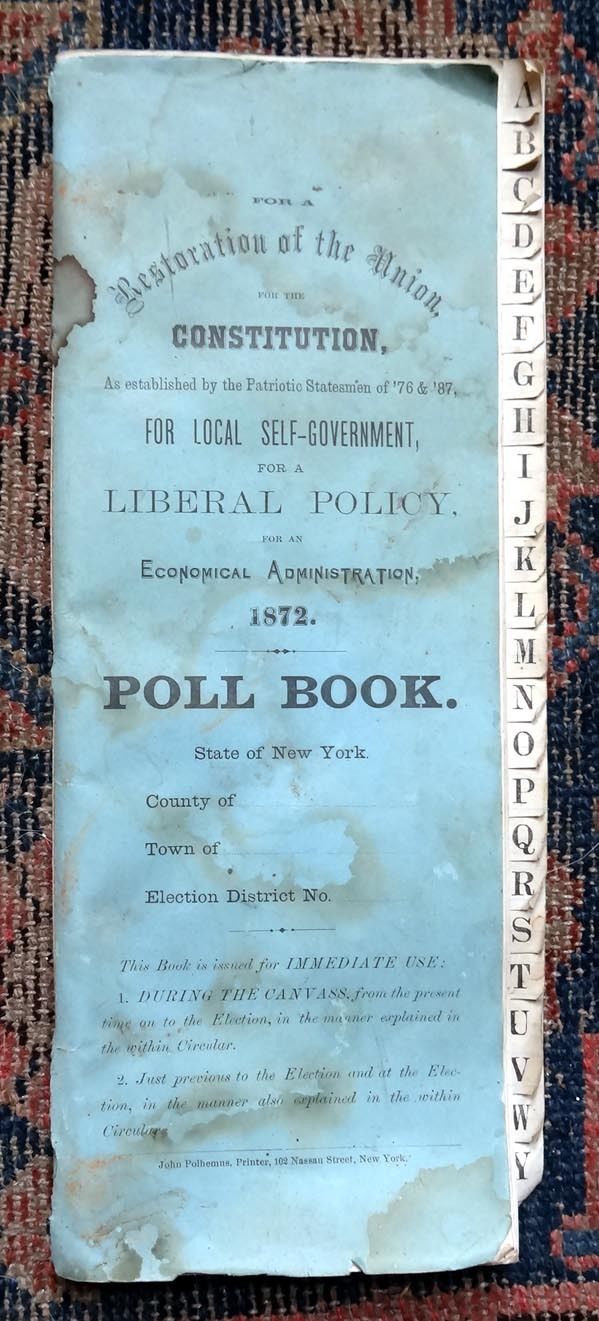 FOR A
Restoration of the Union,
FOR THE
CONSTITUTION,
As established by the Patriotic Statesmen of '76 & '87,
FOR LOCAL SELF-GOVERNMENT,
FOR A
LIBERAL POLICY,
FOR AN
ECONOMICAL ADMINISTRATION,
1872.
POLL BOOK.
State of New York.
County of
Town of
Election District No.
This Book is issued for IMMEDIATE USE:
1. DURING THE CANVASS, from the present
time on to the Election, in the manner explained in
the within Circular.
2. Just previous to the Election and at the Elec-
tion, in the manner also explained in the within
Circular.
John Polhemus, Printer, 102 Nassau Street, New York.
A
B
C
D
E
F
G
H
I
J
K
L
M
N
O
P
Q
R
S
T
U
V
W
Y